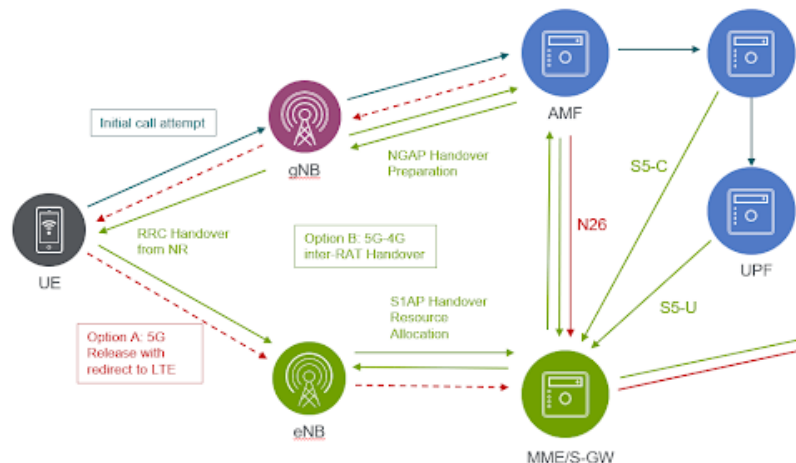 AMF
Initial call attempt
gNB
NGAP Handover
Preparation
S5-C
RRC Handover
from NR
N26
Option B: 5G-4G
inter-RAT Handover
UE
UPF
S1AP Handover
Resource
Allocation
S5-U
Option A: 5G
Release with
redirect to LTE
eNB
MME/S-GW